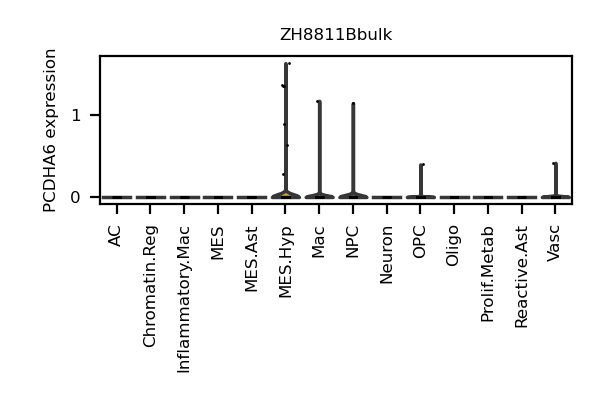 ZH8811Bbulk
PCDHA6 expression
1
0
AC
Chromatin.Reg
Inflammatory.Mac
MES
MES.Ast
MES.Hyp
Mac
NPC
Neuron
OPC
Oligo
Prolif.Metab
Reactive.Ast
Vasc